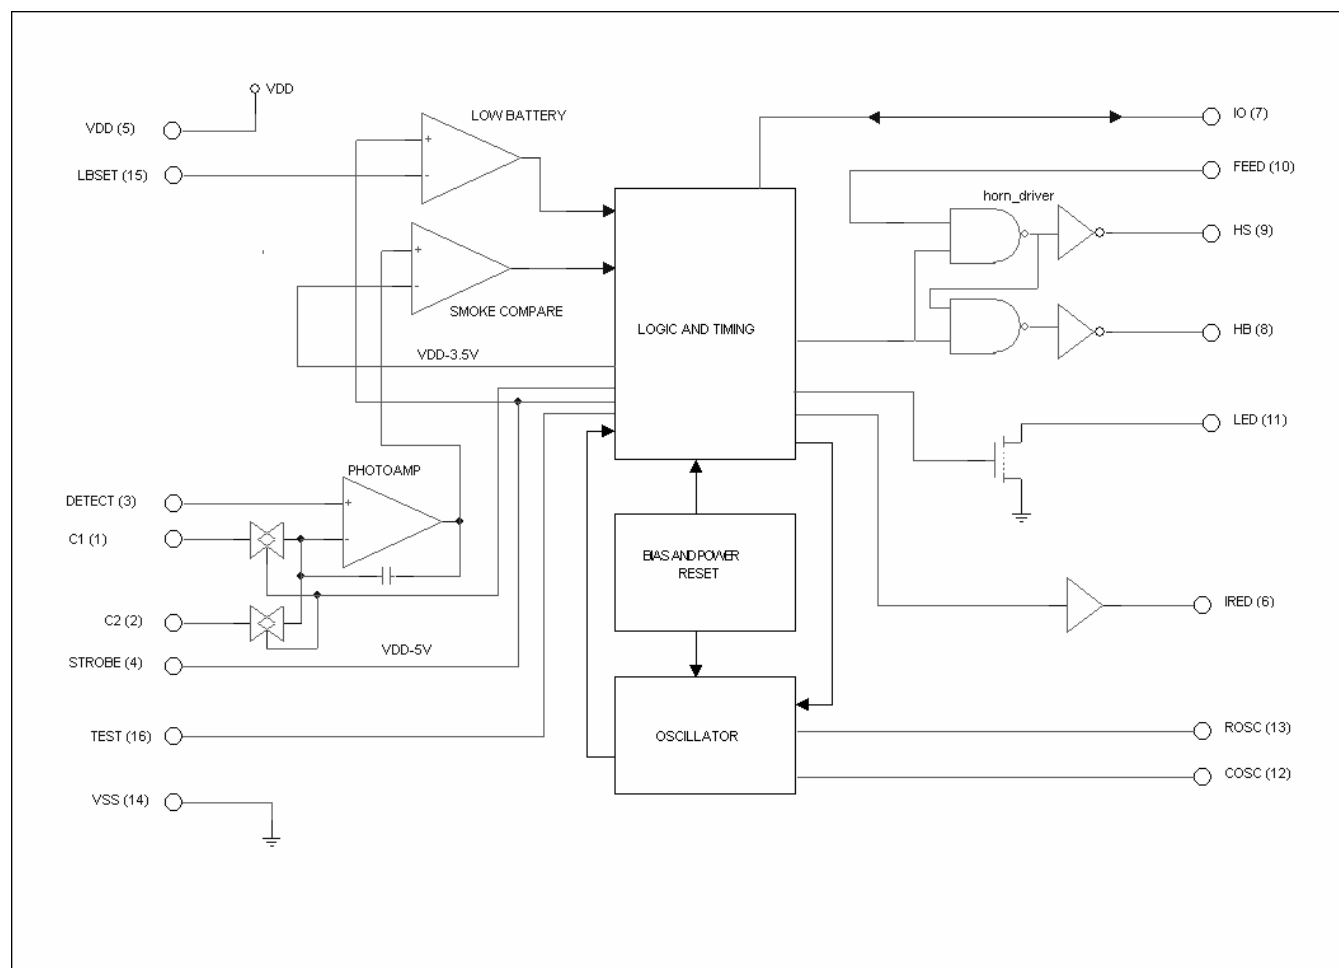 VDD
VDD (5)
LOW BATTERY
+
-
LBSET (15)
IO (7)
FEED (10)
horn_driver
HS (9)
+
-
SMOKE COMPARE
LOGIC AND TIMING
HB (8)
VDD-3.5V
LED (11)
PHOTOAMP
DETECT (3)
+
C1 (1)
-
BIAS AND POWER
RESET
IRED (6)
C2 (2)
VDD-5V
STROBE (4)
TEST (16)
OSCILLATOR
ROSC (13)
COSC (12)
VSS (14)